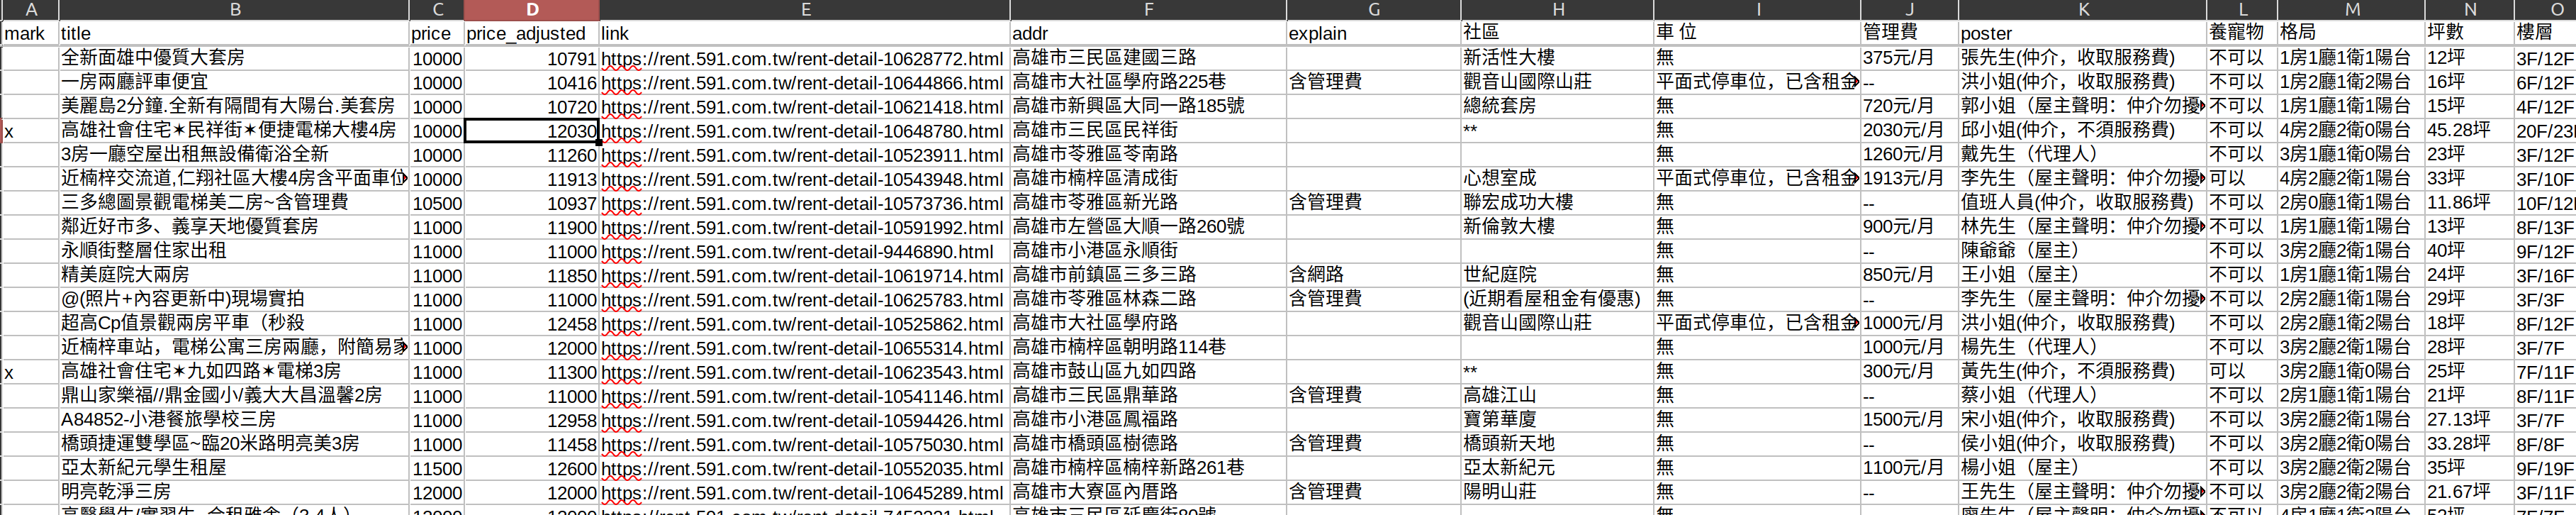 A B C D E F G H I J K L M N O
mark title price price_adjusted link addr explain 社區 車 位 管理費 poster 養寵物 格局 坪數 樓層
全新面雄中優質大套房 10000 10791 https://rent.591.com.tw/rent-detail-10628772.html 高雄市三民區建國三路 新活性大樓 無 375元/月 張先生(仲介，收取服務費) 不可以 1房1廳1衛1陽台 12坪 3F/12F
一房兩廳評車便宜 10000 10416 https://rent.591.com.tw/rent-detail-10644866.html 高雄市大社區學府路225巷 含管理費 觀音山國際山莊 平面式停車位，已含租金 -- 洪小姐(仲介，收取服務費) 不可以 1房2廳1衛2陽台 16坪 6F/12F
美麗島2分鐘.全新有隔間有大陽台.美套房 10000 10720 https://rent.591.com.tw/rent-detail-10621418.html 高雄市新興區大同一路185號 總統套房 無 720元/月 郭小姐（屋主聲明：仲介勿擾 不可以 1房1廳1衛1陽台 15坪 4F/12F
x 高雄社會住宅✶民祥街✶便捷電梯大樓4房 10000 12030 https://rent.591.com.tw/rent-detail-10648780.html 高雄市三民區民祥街 ** 無 2030元/月 邱小姐(仲介，不須服務費) 不可以 4房2廳2衛0陽台 45.28坪 20F/23
3房一廳空屋出租無設備衛浴全新 10000 11260 https://rent.591.com.tw/rent-detail-10523911.html 高雄市苓雅區苓南路 無 1260元/月 戴先生（代理人） 不可以 3房1廳1衛0陽台 23坪 3F/12F
近楠梓交流道,仁翔社區大樓4房含平面車位 10000 11913 https://rent.591.com.tw/rent-detail-10543948.html 高雄市楠梓區清成街 心想室成 平面式停車位，已含租金 1913元/月 李先生（屋主聲明：仲介勿擾 可以 4房2廳2衛1陽台 33坪 3F/10F
三多總圖景觀電梯美二房~含管理費 10500 10937 https://rent.591.com.tw/rent-detail-10573736.html 高雄市苓雅區新光路 含管理費 聯宏成功大樓 無 -- 值班人員(仲介，收取服務費) 不可以 2房0廳1衛1陽台 11.86坪 10F/12
鄰近好市多、義享天地優質套房 11000 11900 https://rent.591.com.tw/rent-detail-10591992.html 高雄市左營區大順一路260號 新倫敦大樓 無 900元/月 林先生（屋主聲明：仲介勿擾 不可以 1房1廳1衛1陽台 13坪 8F/13F
永順街整層住家出租 11000 11000 https://rent.591.com.tw/rent-detail-9446890.html 高雄市小港區永順街 無 -- 陳爺爺（屋主） 不可以 3房2廳2衛1陽台 40坪 9F/12F
精美庭院大兩房 11000 11850 https://rent.591.com.tw/rent-detail-10619714.html 高雄市前鎮區三多三路 含網路 世紀庭院 無 850元/月 王小姐（屋主） 不可以 1房1廳1衛1陽台 24坪 3F/16F
@(照片+內容更新中)現場實拍 11000 11000 https://rent.591.com.tw/rent-detail-10625783.html 高雄市苓雅區林森二路 含管理費 (近期看屋租金有優惠) 無 -- 李先生（屋主聲明：仲介勿擾 不可以 2房2廳1衛1陽台 29坪 3F/3F
超高Cp值景觀兩房平車（秒殺 11000 12458 https://rent.591.com.tw/rent-detail-10525862.html 高雄市大社區學府路 觀音山國際山莊 平面式停車位，已含租金 1000元/月 洪小姐(仲介，收取服務費) 不可以 2房2廳1衛2陽台 18坪 8F/12F
近楠梓車站，電梯公寓三房兩廳，附簡易家 11000 12000 https://rent.591.com.tw/rent-detail-10655314.html 高雄市楠梓區朝明路114巷 無 1000元/月 楊先生（代理人） 不可以 3房2廳2衛1陽台 28坪 3F/7F
x 高雄社會住宅✶九如四路✶電梯3房 11000 11300 https://rent.591.com.tw/rent-detail-10623543.html 高雄市鼓山區九如四路 ** 無 300元/月 黃先生(仲介，不須服務費) 可以 3房2廳1衛0陽台 25坪 7F/11F
鼎山家樂福//鼎金國小/義大大昌溫馨2房 11000 11000 https://rent.591.com.tw/rent-detail-10541146.html 高雄市三民區鼎華路 含管理費 高雄江山 無 -- 蔡小姐（代理人） 不可以 2房1廳1衛1陽台 21坪 8F/11F
A84852-小港餐旅學校三房 11000 12958 https://rent.591.com.tw/rent-detail-10594426.html 高雄市小港區鳳福路 寶第華廈 無 1500元/月 宋小姐(仲介，收取服務費) 不可以 3房2廳2衛1陽台 27.13坪 3F/7F
橋頭捷運雙學區~臨20米路明亮美3房 11000 11458 https://rent.591.com.tw/rent-detail-10575030.html 高雄市橋頭區樹德路 含管理費 橋頭新天地 無 -- 侯小姐(仲介，收取服務費) 不可以 3房2廳2衛0陽台 33.28坪 8F/8F
亞太新紀元學生租屋 11500 12600 https://rent.591.com.tw/rent-detail-10552035.html 高雄市楠梓區楠梓新路261巷 亞太新紀元 無 1100元/月 楊小姐（屋主） 不可以 3房2廳2衛2陽台 35坪 9F/19F
明亮乾淨三房 12000 12000 https://rent.591.com.tw/rent-detail-10645289.html 高雄市大寮區內厝路 含管理費 陽明山莊 無 -- 王先生（屋主聲明：仲介勿擾 不可以 3房2廳2衛2陽台 21.67坪 3F/11F